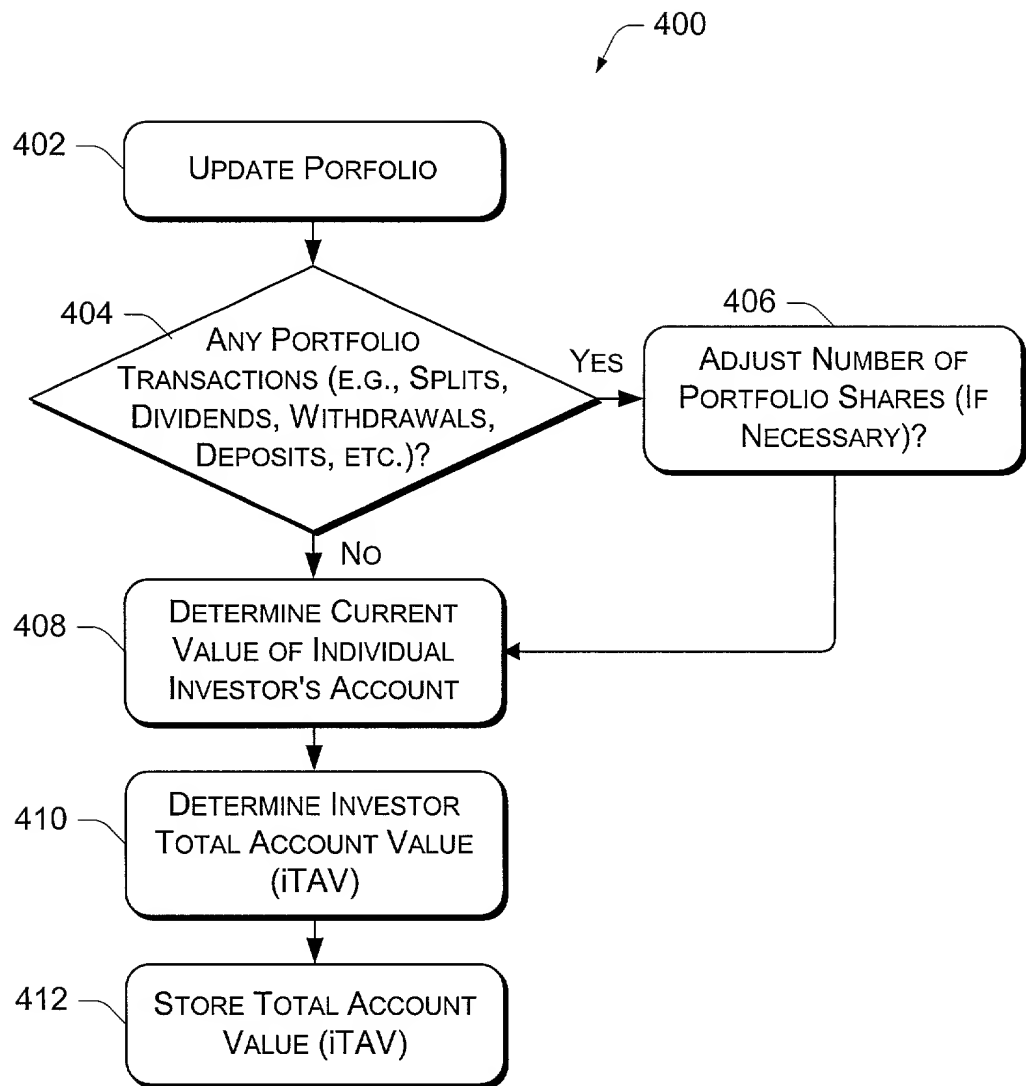 400
402
UPDATE PORFOLIO
404
ANY PORTFOLIO
TRANSACTIONS (E.G., SPLITS,
DIVIDENDS, WITHDRAWALS,
DEPOSITS, ETC.)?
YES
406
ADJUST NUMBER OF
PORTFOLIO SHARES (IF
NECESSARY)?
NO
408
DETERMINE CURRENT
VALUE OF INDIVIDUAL
INVESTOR'S ACCOUNT
410
DETERMINE INVESTOR
TOTAL ACCOUNT VALUE
(iTAV)
412
STORE TOTAL ACCOUNT
VALUE (iTAV)